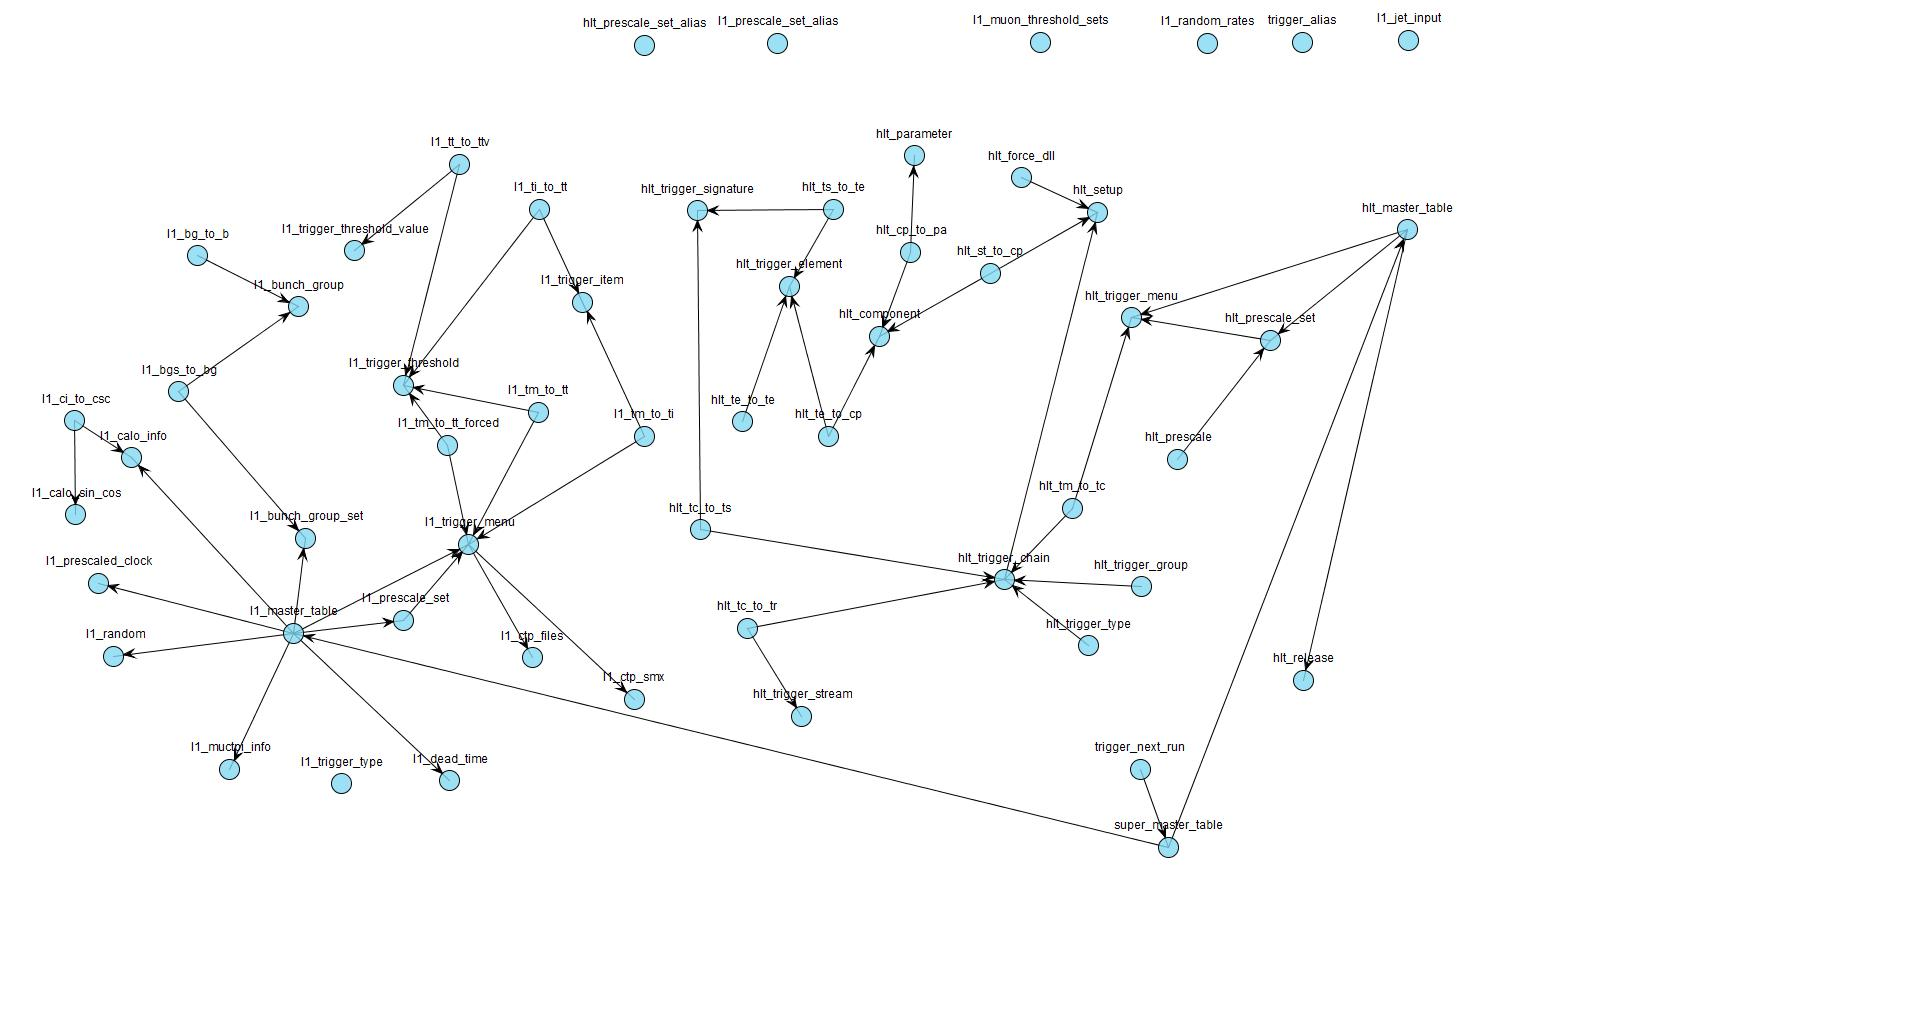 hlt_prescale_set_alias
l1_prescale_set_alias
l1_muon_threshold_sets
l1_random_rates
trigger_alias
l1_jet_input
l1_tt_to_ttv
hlt_parameter
hlt_force_dll
l1_ti_to_tt
hlt_trigger_signature
hlt_ts_to_te
hlt_setup
hlt_master_table
l1_bg_to_b
l1_trigger_threshold_value
hlt_cp_to_pa
hlt_st_to_cp
hlt_trigger_element
l1_bunch_group
l1_trigger_item
hlt_trigger_menu
hlt_component
hlt_prescale_set
l1_trigger_threshold
l1_bgs_to_bg
l1_tm_to_tt
l1_ci_to_csc
hlt_te_to_te
hlt_te_to_cp
l1_tm_to_ti
l1_tm_to_tt_forced
l1_calo_info
hlt_prescale
l1_calo_sin_cos
hlt_tm_to_tc
hlt_tc_to_ts
l1_bunch_group_set
l1_trigger_menu
l1_prescaled_clock
hlt_trigger_chain
hlt_trigger_group
l1_prescale_set
l1_master_table
hlt_tc_to_tr
hlt_trigger_type
l1_random
l1_ctp_files
hlt_release
l1_ctp_smx
hlt_trigger_stream
l1_muctpi_info
trigger_next_run
l1_trigger_type
l1_dead_time
super_master_table